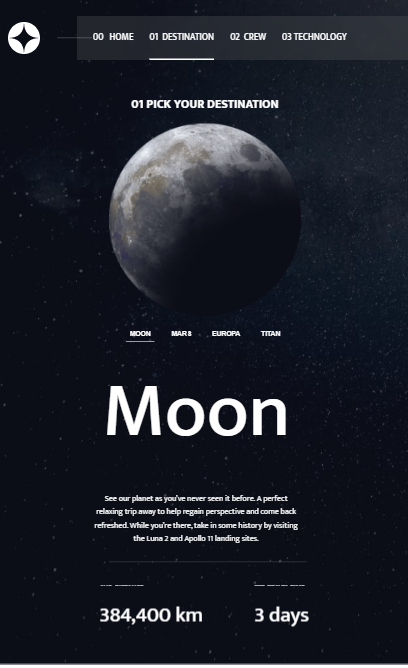 00 HOME 01 DESTINATION 02 CREW 03 TECHNOLOGY
01 PICK YOUR DESTINATION
MOON MARS EUROPA TITAN
Moon
See our planet as you've never seen it before. A perfect
relaxing trip away to help regain perspective and come back
refreshed. While you're there, take in some history by visiting
the Luna 2 and Apollo 11 landing sites.
384,400 km 3 days